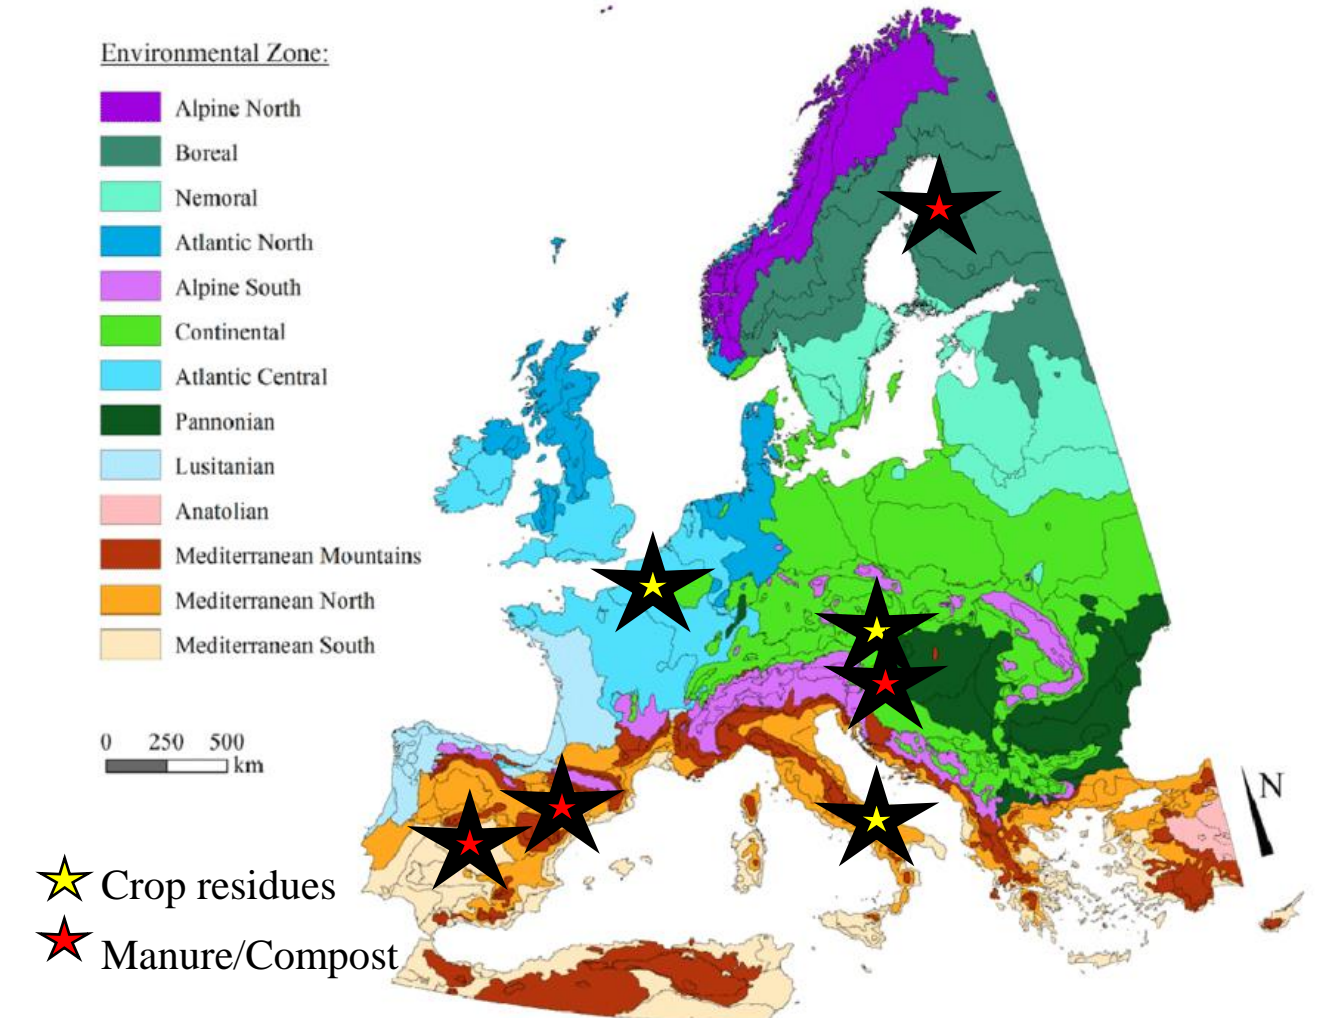 Environmental Zone:
Alpine North
Boreal
Nemoral
Atlantic North
Alpine South
Continental
Atlantic Central
Pannonian
Lusitanian
Anatolian
Mediterranean Mountains
Mediterranean North
Mediterranean South
0 250 500
km
N
Crop residues
Manure/Compost